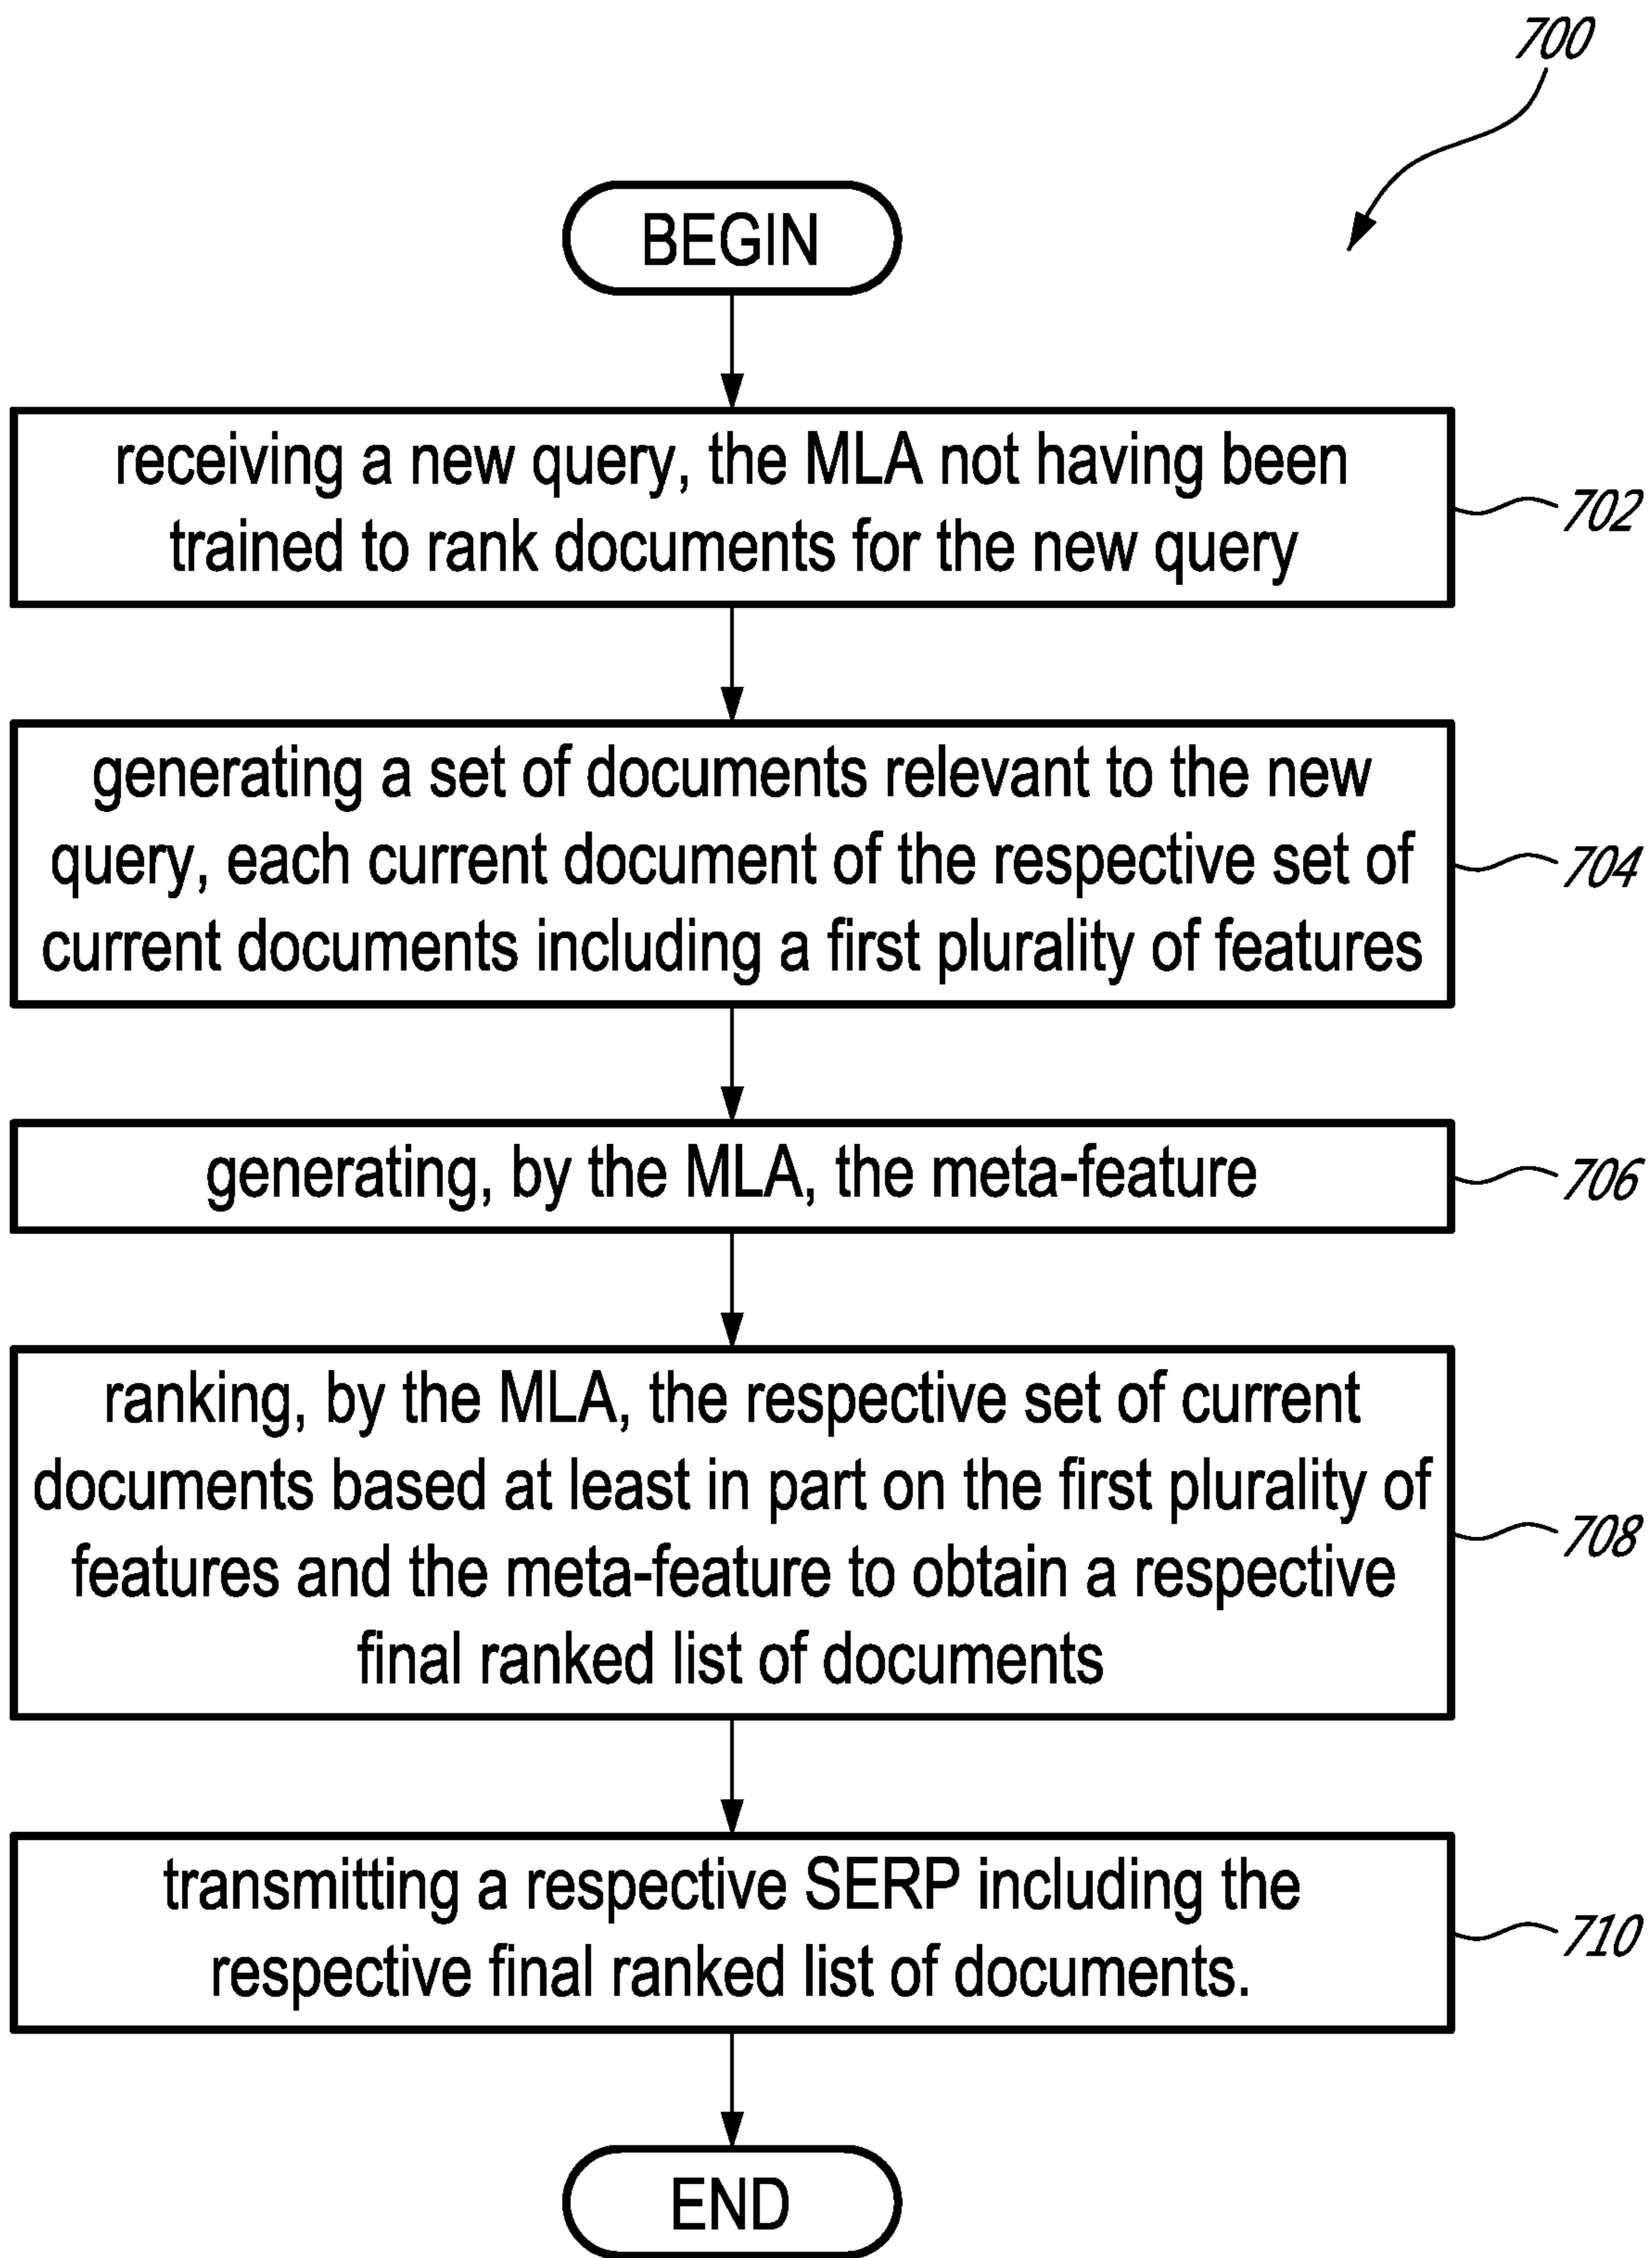 700
BEGIN
receiving a new query, the MLA not having been
trained to rank documents for the new query
702
generating a set of documents relevant to the new
query, each current document of the respective set of
current documents including a first plurality of features
704
generating, by the MLA, the meta-feature
706
ranking, by the MLA, the respective set of current
documents based at least in part on the first plurality of
features and the meta-feature to obtain a respective
final ranked list of documents
708
transmitting a respective SERP including the
respective final ranked list of documents.
710
END